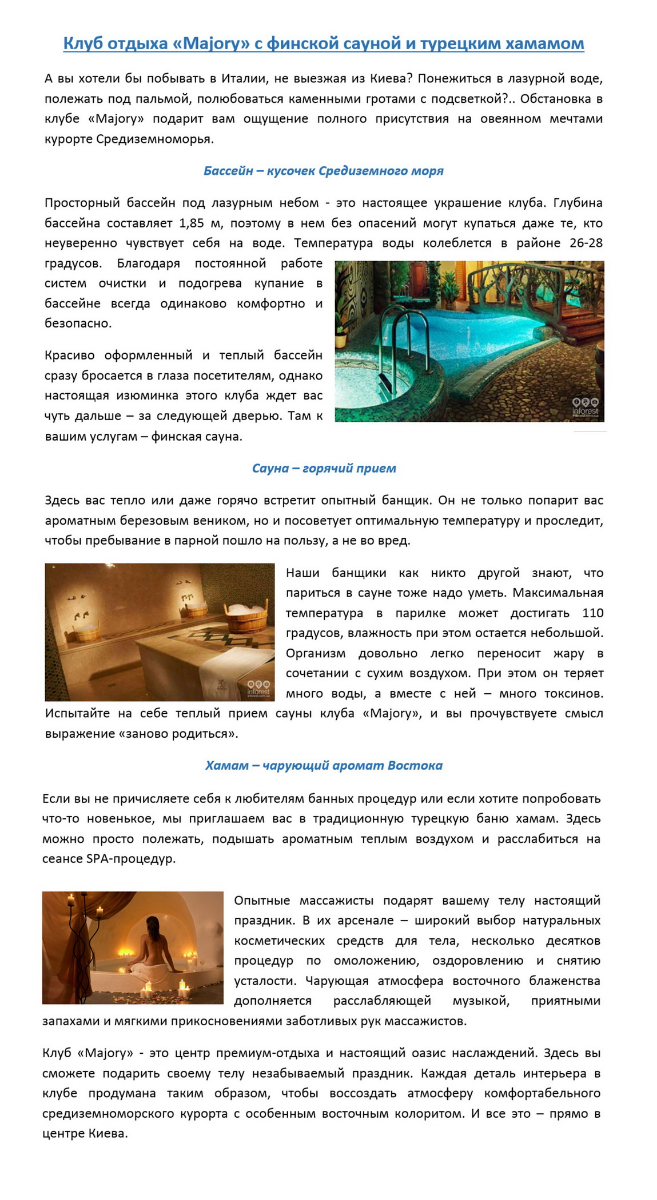 Клуб отдыха «Majory» с финской сауной и турецким хамамом
А вы хотели бы побывать в Италии, не выезжая из Киева? Понежиться в лазурной воде,
полежать под пальмой, полюбоваться каменными гротами с подсветкой?.. Обстановка в
клубе «Majory» подарит вам ощущение полного присутствия на овеянном мечтами
курорте Средиземноморья.
Бассейн – кусочек Средиземного моря
Просторный бассейн под лазурным небом - это настоящее украшение клуба. Глубина
бассейна составляет 1,85 м, поэтому в нем без опасений могут купаться даже те, кто
неуверенно чувствует себя на воде. Температура воды колеблется в районе 26-28
градусов. Благодаря постоянной работе
систем очистки и подогрева купание в
бассейне всегда одинаково комфортно и
безопасно.
Красиво оформленный и теплый бассейн
сразу бросается в глаза посетителям, однако
настоящая изюминка этого клуба ждет вас
чуть дальше – за следующей дверью. Там к
вашим услугам – финская сауна.
inforest
Сауна – горячий прием
Здесь вас тепло или даже горячо встретит опытный банщик. Он не только попарит вас
ароматным березовым веником, но и посоветует оптимальную температуру и проследит,
чтобы пребывание в парной пошло на пользу, а не во вред.
inforest
Наши банщики как никто другой знают, что
париться в сауне тоже надо уметь. Максимальная
температура в парилке может достигать 110
градусов, влажность при этом остается небольшой.
Организм довольно легко переносит жару в
сочетании с сухим воздухом. При этом он теряет
много воды, а вместе с ней – много токсинов.
Испытайте на себе теплый прием сауны клуба «Majory», и вы прочувствуете смысл
выражение «заново родиться».
Хамам – чарующий аромат Востока
Если вы не причисляете себя к любителям банных процедур или если хотите попробовать
что-то новенькое, мы приглашаем вас в традиционную турецкую баню хамам. Здесь
можно просто полежать, подышать ароматным теплым воздухом и расслабиться на
сеансе SPA-процедур.
Опытные массажисты подарят вашему телу настоящий
праздник. В их арсенале – широкий выбор натуральных
косметических средств для тела, несколько десятков
процедур по омоложению, оздоровлению и снятию
усталости. Чарующая атмосфера восточного блаженства
дополняется расслабляющей музыкой, приятными
запахами и мягкими прикосновениями заботливых рук массажистов.
Клуб «Majory» - это центр премиум-отдыха и настоящий оазис наслаждений. Здесь вы
сможете подарить своему телу незабываемый праздник. Каждая деталь интерьера в
клубе продумана таким образом, чтобы воссоздать атмосферу комфортабельного
средиземноморского курорта с особенным восточным колоритом. И все это – прямо в
центре Киева.